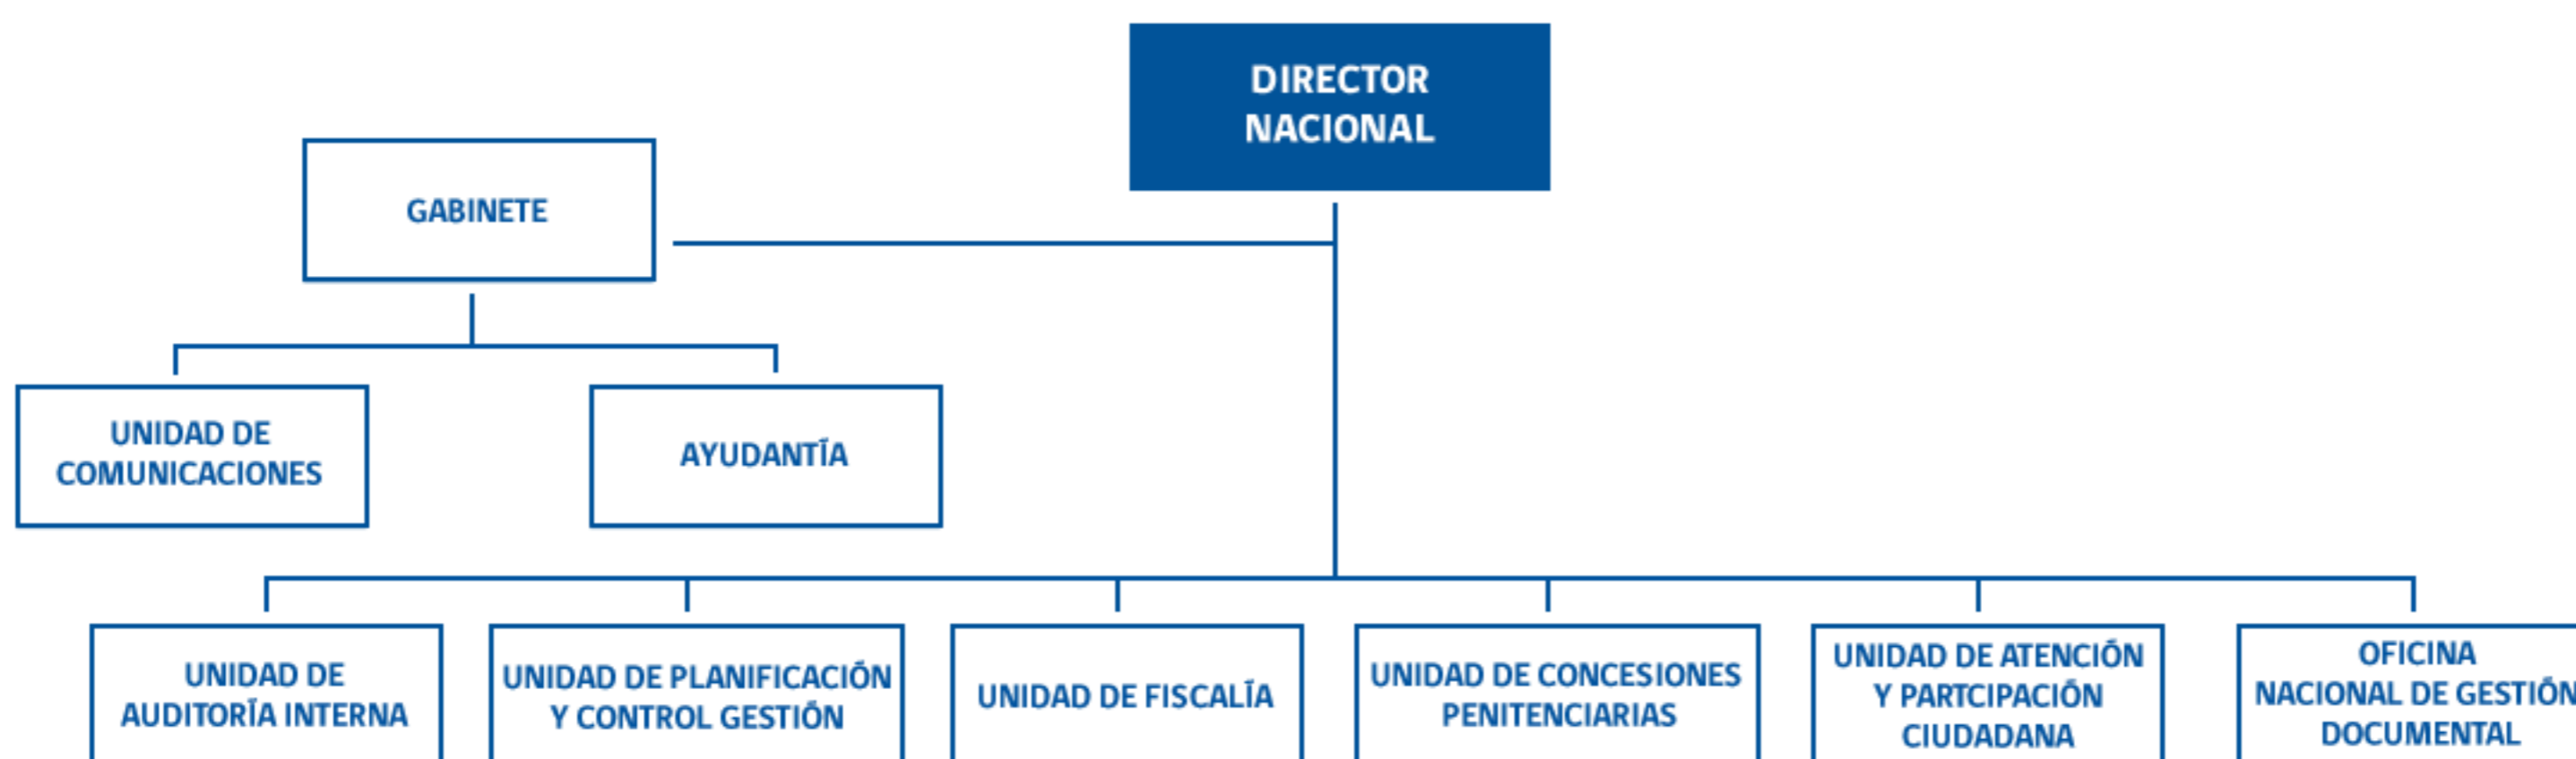 DIRECTOR
NACIONAL
GABINETE
UNIDAD DE
COMUNICACIONES
AYUDANTÍA
UNIDAD DE
AUDITORÍA INTERNA
UNIDAD DE PLANIFICACIÓN
Y CONTROL GESTIÓN
UNIDAD DE FISCALÍA
UNIDAD DE CONCESIONES
PENITENCIARIAS
UNIDAD DE ATENCIÓN
Y PARTCIPACIÓN
CIUDADANA
OFICINA
NACIONAL DE GESTIÓN
DOCUMENTAL